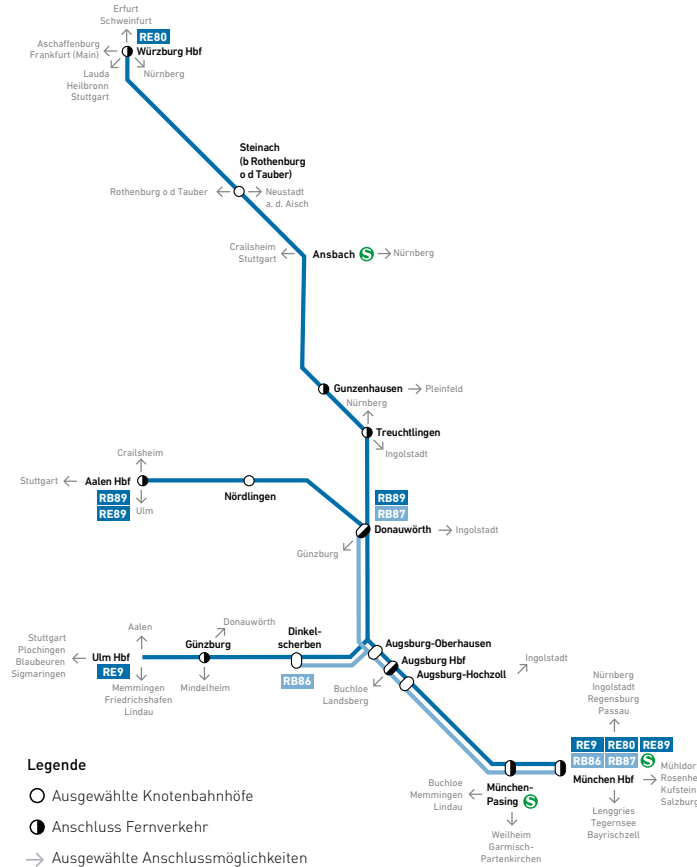 Erfurt
Schweinfurt
RE80
Aschaffenburg
Frankfurt (Main)
Würzburg Hbf
Lauda
Heilbronn
Stuttgart
Nürnberg
Steinach
(b Rothenburg
o d Tauber)
Rothenburg o d Tauber
Neustadt
a. d. Aisch
Crailsheim
Stuttgart
Ansbach S
Nürnberg
Gunzenhausen
Pleinfeld
Nürnberg
Treuchtlingen
Ingolstadt
Crailsheim
Stuttgart
Aalen Hbf
RB89
RE89
Ulm
Nördlingen
RB89
RB87
Donauwörth
Ingolstadt
Günzburg
Stuttgart
Plochingen
Blaubeuren
Sigmaringen
Aalen
Ulm Hbf
RE9
Memmingen
Friedrichshafen
Lindau
Donauwörth
Günzburg
Mindelheim
Dinkel-
scherben
RB86
Augsburg-Oberhausen
Augsburg Hbf
Augsburg-Hochzoll
Buchloe
Landsberg
Ingolstadt
Nürnberg
Ingolstadt
Regensburg
Passau
RE9 RE80 RE89
RB86 RB87 S
München Hbf
Mühldor
Rosenhe
Kufstein
Salzburg
Lenggries
Tegernsee
Bayrischzell
Buchloe
Memmingen
Lindau
München-
Pasing S
Weilheim
Garmisch-
Partenkirchen
Legende
Ausgewählte Knotenbahnhöfe
Anschluss Fernverkehr
Ausgewählte Anschlussmöglichkeiten